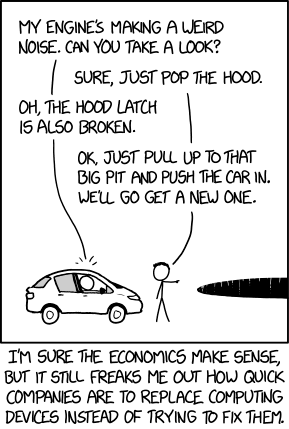 MY ENGINE'S MAKING A WEIRD
NOISE. CAN YOU TAKE A LOOK?
SURE, JUST POP THE HOOD.
OH, THE HOOD LATCH
IS ALSO BROKEN.
OK, JUST PULL UP TO THAT
BIG PIT AND PUSH THE CAR IN.
WE'LL GO GET A NEW ONE.
I'M SURE THE ECONOMICS MAKE SENSE,
BUT IT STILL FREAKS ME OUT HOW QUICK
COMPANIES ARE TO REPLACE COMPUTING
DEVICES INSTEAD OF TRYING TO FIX THEM.